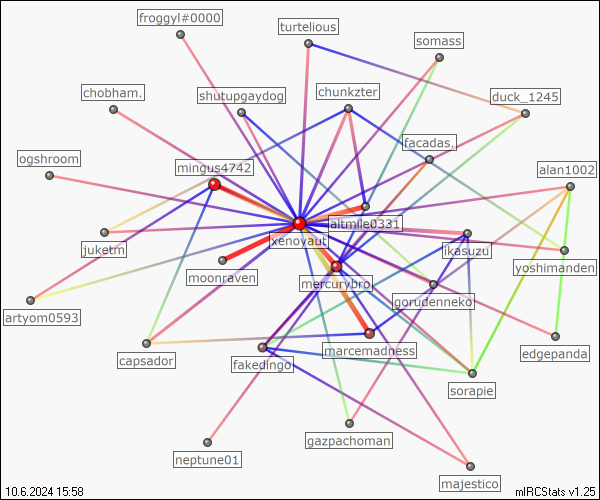 froggyl#0000
turtelious
somass
chobham.
shutupgaydog
chunkzter
duck_1245
facadas.
ogshroom
mingus4742
alan1002
altmile0331
xenoyaut
juketm
ikasuzu
moonraven
yoshimanden
mercurybro
gorudenneko
artyom0593
capsador
marcemadness
edgepanda
fakedingo
sorapie
gazpachoman
neptune01
majestico
10.6.2024 15:58
mIRCStats v1.25